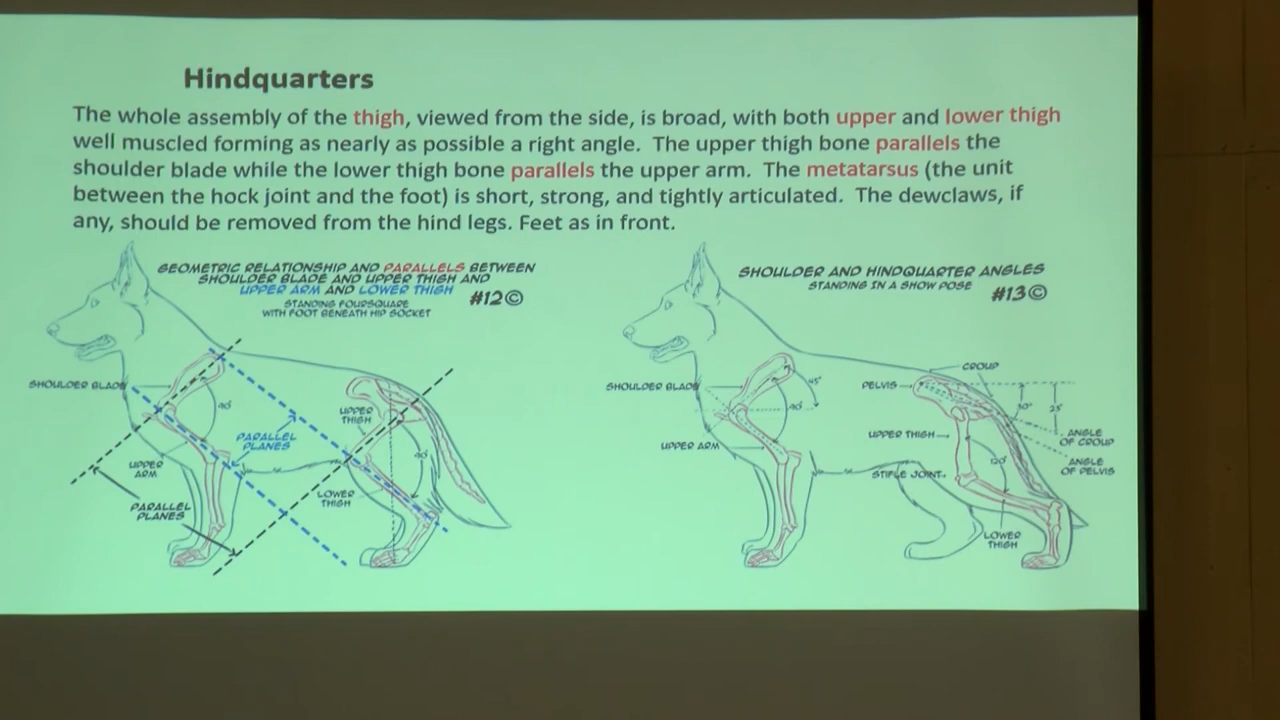 Hindquarters
The whole assembly of the thigh, viewed from the side, is broad, with both upper and lower thigh
well muscled forming as nearly as possible a right angle. The upper thigh bone parallels the
shoulder blade while the lower thigh bone parallels the upper arm. The metatarsus (the unit
between the hock joint and the foot) is short, strong, and tightly articulated. The dewclaws, if
any, should be removed from the hind legs. Feet as in front.
GEOMETRIC RELATIONSHIP AND PARALLELS BETWEEN
SHOULDER BLADE AND UPPER THIGH AND
UPPER ARM AND LOWER THIGH
STANDING FOURSQUARE
WITH FOOT BENEATH HIP SOCKET
#12©
SHOULDER BLADE
90°
UPPER
THIGH
PARALLEL
PLANES
90°
UPPER
ARM
LOWER
THIGH
PARALLEL
PLANES
SHOULDER AND HINDQUARTER ANGLES
STANDING IN A SHOW POSE
#13©
SHOULDER BLADE
45°
90°
UPPER ARM
CROUP
PELVIS
30°
25°
UPPER THIGH
ANGLE
OF CROUP
ANGLE
OF PELVIS
120°
STIFLE JOINT
LOWER
THIGH